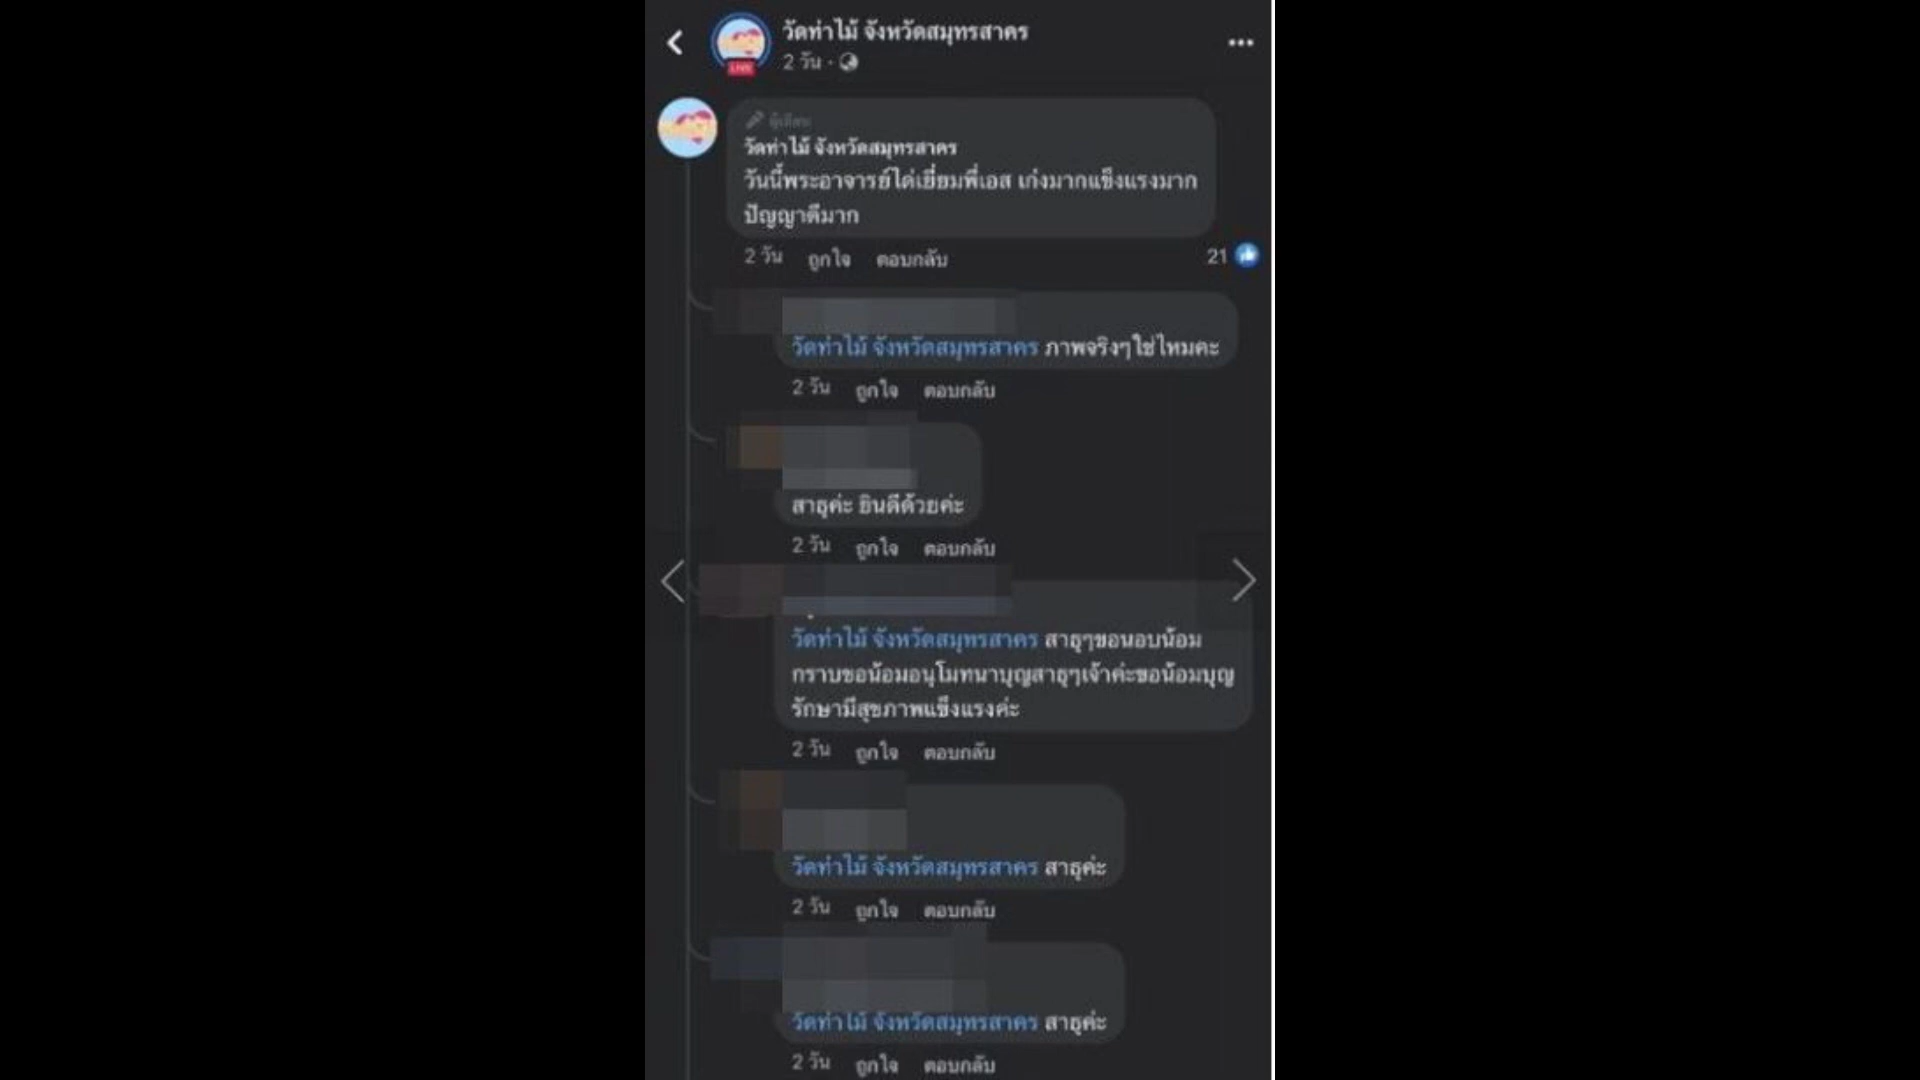 วัดท่าไม้ จังหวัดสมุทรสาคร
2 วัน ·
LIVE
ผู้เขียน
วัดท่าไม้ จังหวัดสมุทรสาคร
วันนี้พระอาจารย์ได่เยี่ยมพี่เอส เก่งมากแข็งแรงมาก
ปัญญาดีมาก
2 วัน ถูกใจ ตอบกลับ 21
วัดท่าไม้ จังหวัดสมุทรสาคร ภาพจริงๆใช่ไหมคะ
2 วัน ถูกใจ ตอบกลับ
สาธุค่ะ ยินดีด้วยค่ะ
2 วัน ถูกใจ ตอบกลับ
วัดท่าไม้ จังหวัดสมุทรสาคร สาธุๆขอนอบน้อม
กราบขอน้อมอนุโมทนาบุญสาธุๆเจ้าค่ะขอน้อมบุญ
รักษามีสุขภาพแข็งแรงค่ะ
2 วัน ถูกใจ ตอบกลับ
วัดท่าไม้ จังหวัดสมุทรสาคร สาธุค่ะ
2 วัน ถูกใจ ตอบกลับ
วัดท่าไม้ จังหวัดสมุทรสาคร สาธุค่ะ
2 วัน ถูกใจ ตอบกลับ